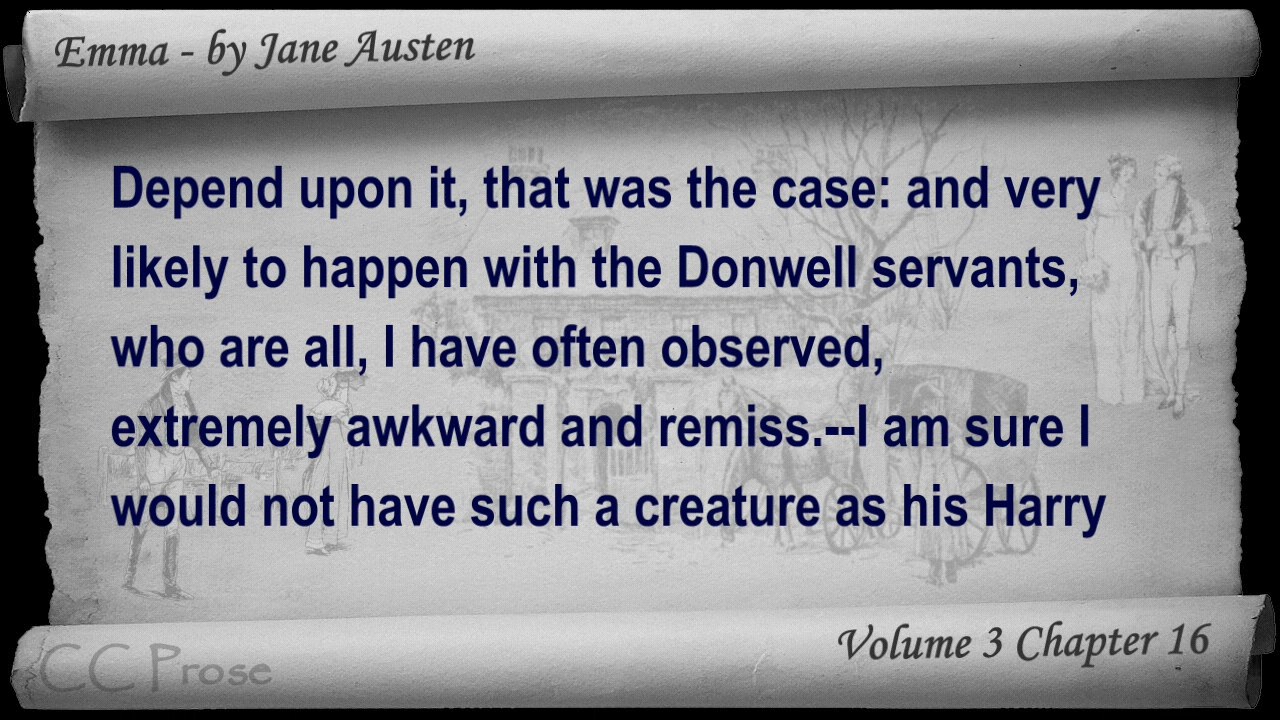 Emma - by Jane Austen
Depend upon it, that was the case: and very
likely to happen with the Donwell servants,
who are all, I have often observed,
extremely awkward and remiss.--I am sure I
would not have such a creature as his Harry
Volume 3 Chapter 16
CC Prose